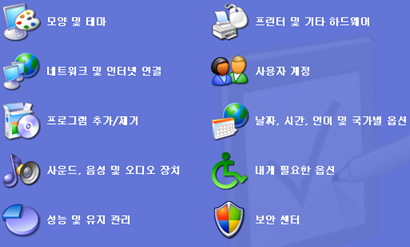 모양 및 테마
프린터 및 기타 하드웨어
네트워크 및 인터넷 연결
사용자 계정
프로그램 추가/제거
날짜, 시간, 언어 및 국가별 옵션
사운드, 음성 및 오디오 장치
내게 필요한 옵션
성능 및 유지 관리
보안 센터